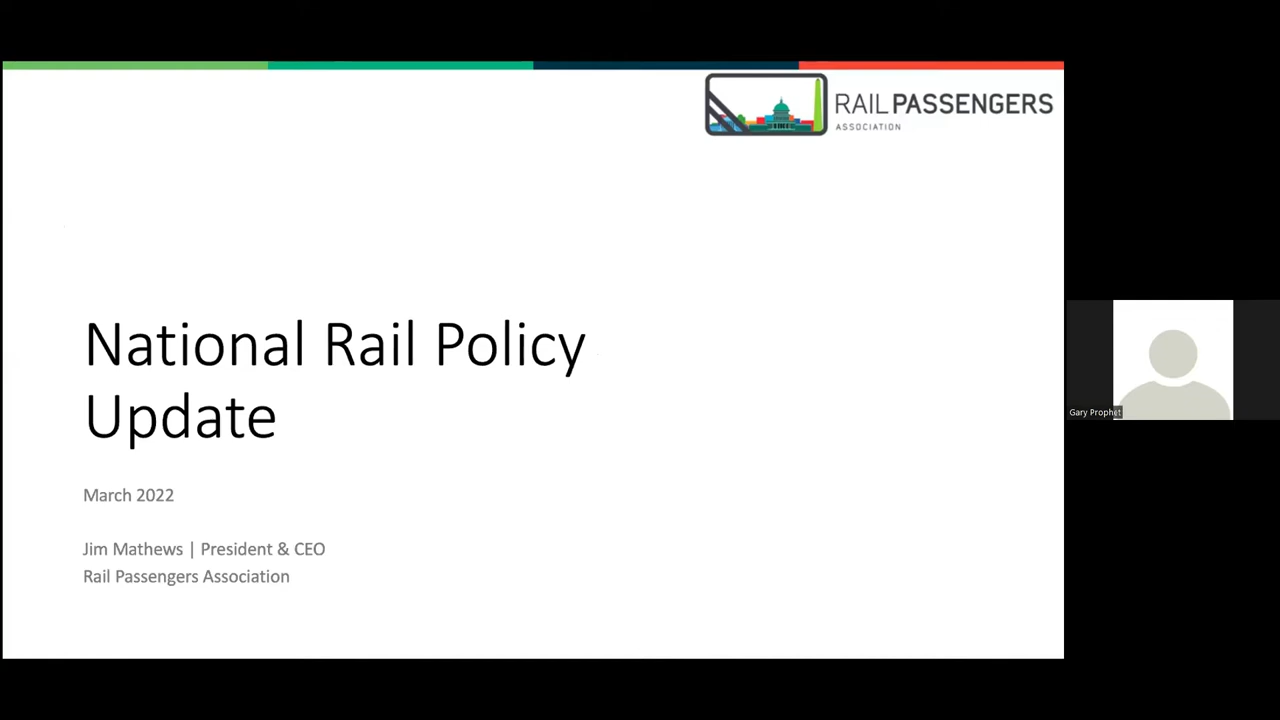 RAIL PASSENGERS
ASSOCIATION
National Rail Policy
Update
March 2022
Jim Mathews | President & CEO
Rail Passengers Association
Gary Prophet